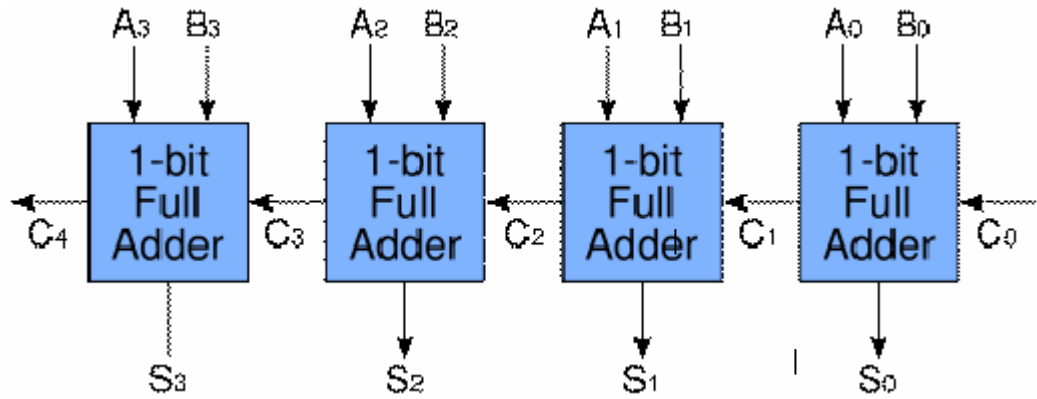 A3 B3 A2 B2 A1 B1 A0 B0
1-bit Full Adder
1-bit Full Adder
1-bit Full Adder
1-bit Full Adder
C4 C3 C2 C1 C0
S3 S2 S1 S0